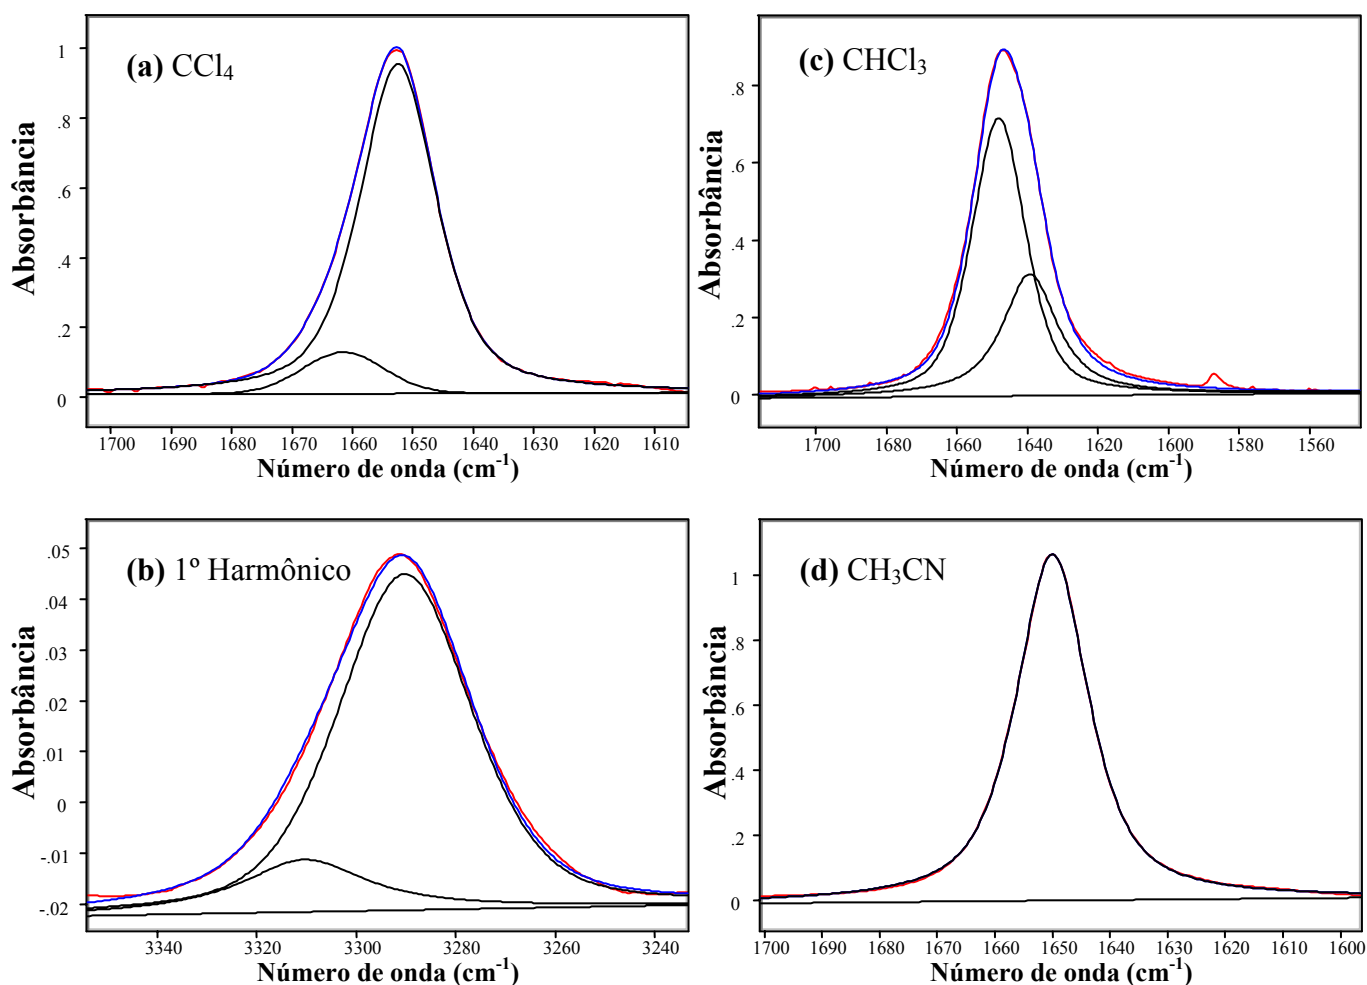 (a) CCl4
Absorbância
1
.8
.6
.4
.2
0
1700 1690 1680 1670 1660 1650 1640 1630 1620 1610
Número de onda (cm-1)
(c) CHCl3
Absorbância
.8
.6
.4
.2
0
1700 1680 1660 1640 1620 1600 1580 1560
Número de onda (cm-1)
(b) 1º Harmônico
Absorbância
.05
.04
.03
.02
.01
0
-.01
-.02
3340 3320 3300 3280 3260 3240
Número de onda (cm-1)
(d) CH3CN
Absorbância
1
.8
.6
.4
.2
0
1700 1690 1680 1670 1660 1650 1640 1630 1620 1610 1600
Número de onda (cm-1)